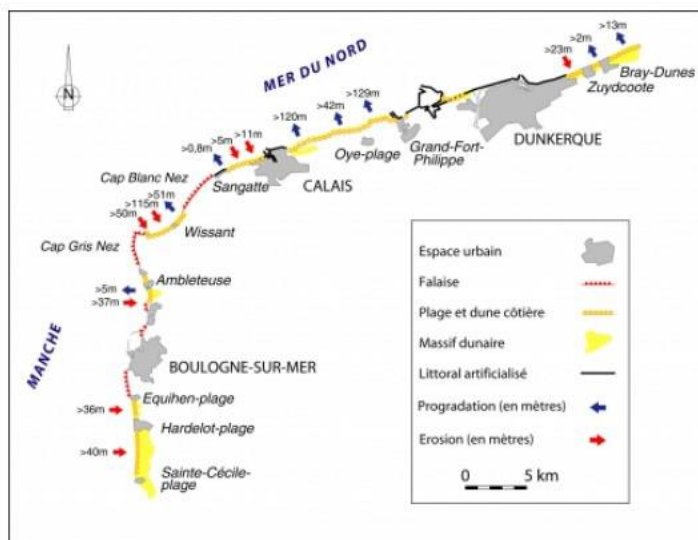 MER DU NORD
>13m
>2m
>23m
Bray-Dunes
Zuydcoote
DUNKERQUE
>129m
>42m
>120m
>11m
>5m
>0,8m
Grand-Fort-
Philippe
Oye-plage
CALAIS
Sangatte
Cap Blanc Nez
>51m
>115m
>50m
Wissant
Cap Gris Nez
Ambleteuse
>5m
>37m
MANCHE
BOULOGNE-SUR-MER
Equihen-plage
>36m
Hardelot-plage
>40m
Sainte-Cécile-
plage
N
Espace urbain
Falaise
Plage et dune côtière
Massif dunaire
Littoral artificialisé
Progradation (en mètres)
Erosion (en mètres)
0 5 km